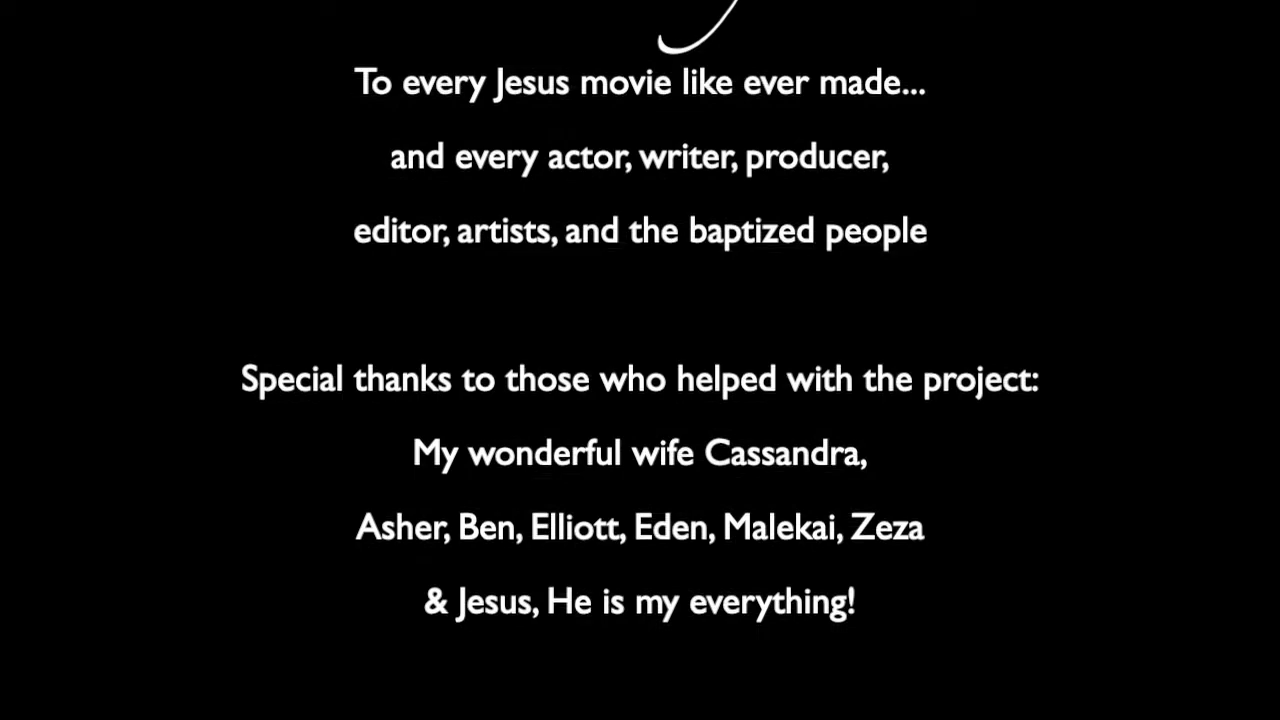 To every Jesus movie like ever made...
and every actor, writer, producer,
editor, artists, and the baptized people
Special thanks to those who helped with the project:
My wonderful wife Cassandra,
Asher, Ben, Elliott, Eden, Malekai, Zeza
& Jesus, He is my everything!